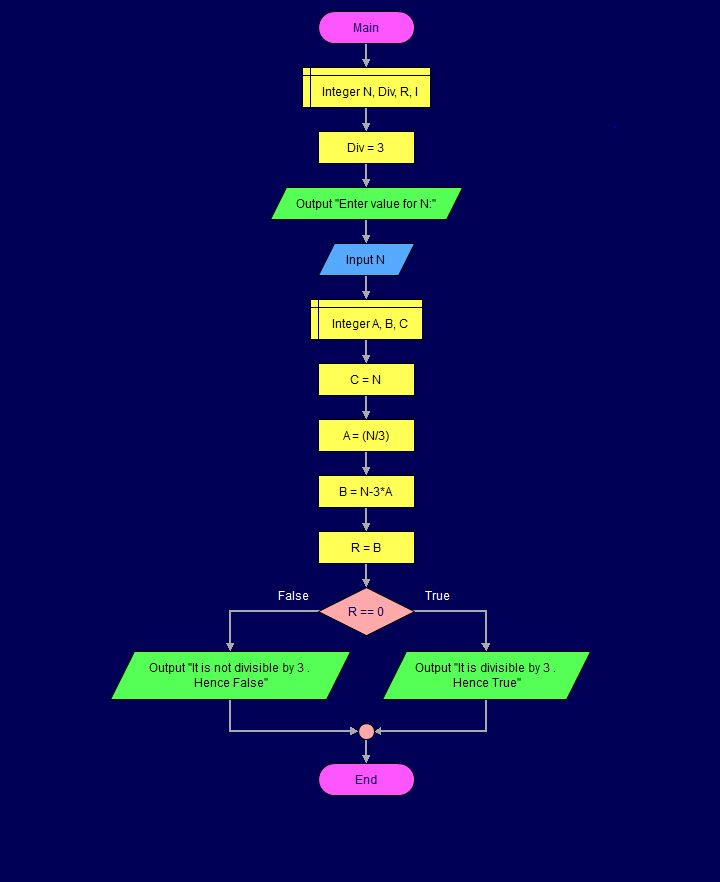 Main
Integer N, Div, R, I
Div = 3
Output "Enter value for N:"
Input N
Integer A, B, C
C = N
A = (N/3)
B = N-3*A
R = B
False
True
R == 0
Output "It is not divisible by 3 .
Hence False"
Output "It is divisible by 3 .
Hence True"
End